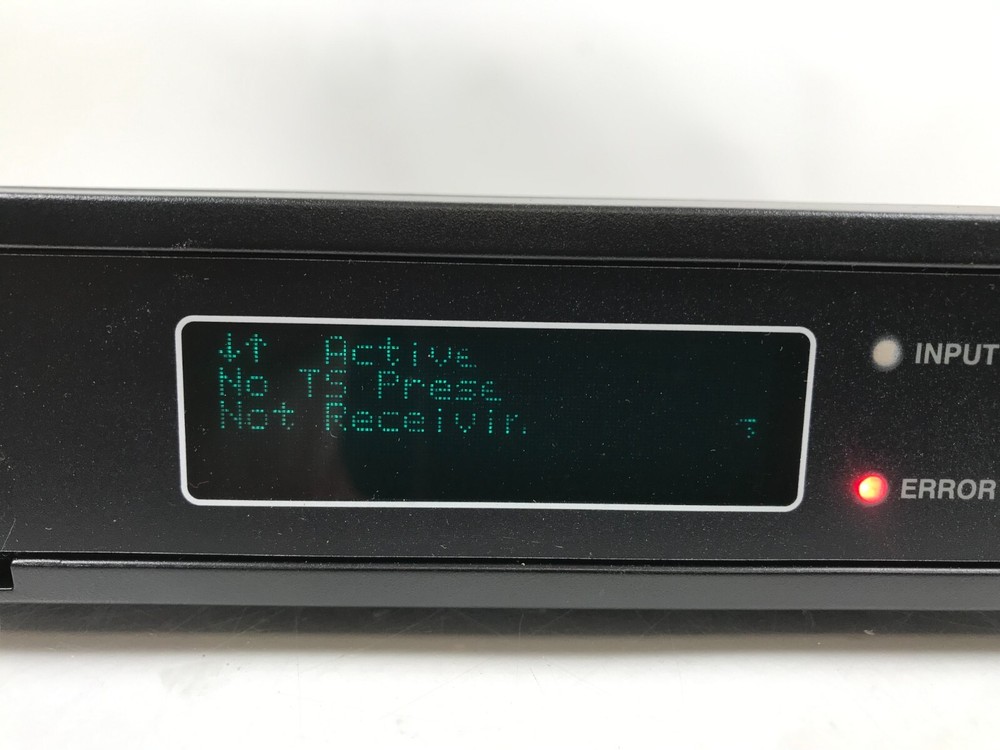 ↓↑ Active
No TS Prese
Not Receivin
INPUT
ERROR